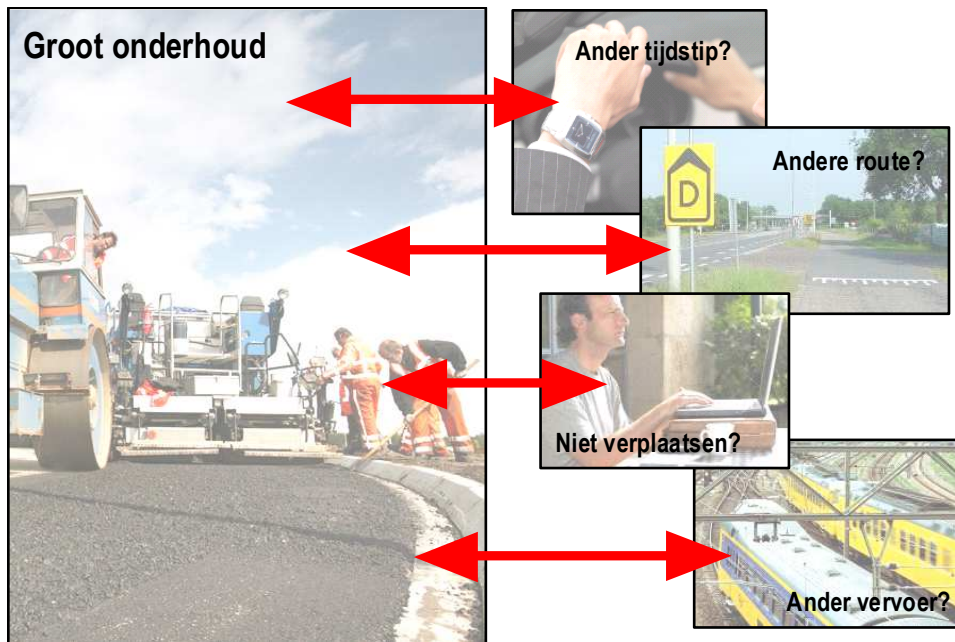 Groot onderhoud
Ander tijdstip?
Andere route?
D
Niet verplaatsen?
Ander vervoer?